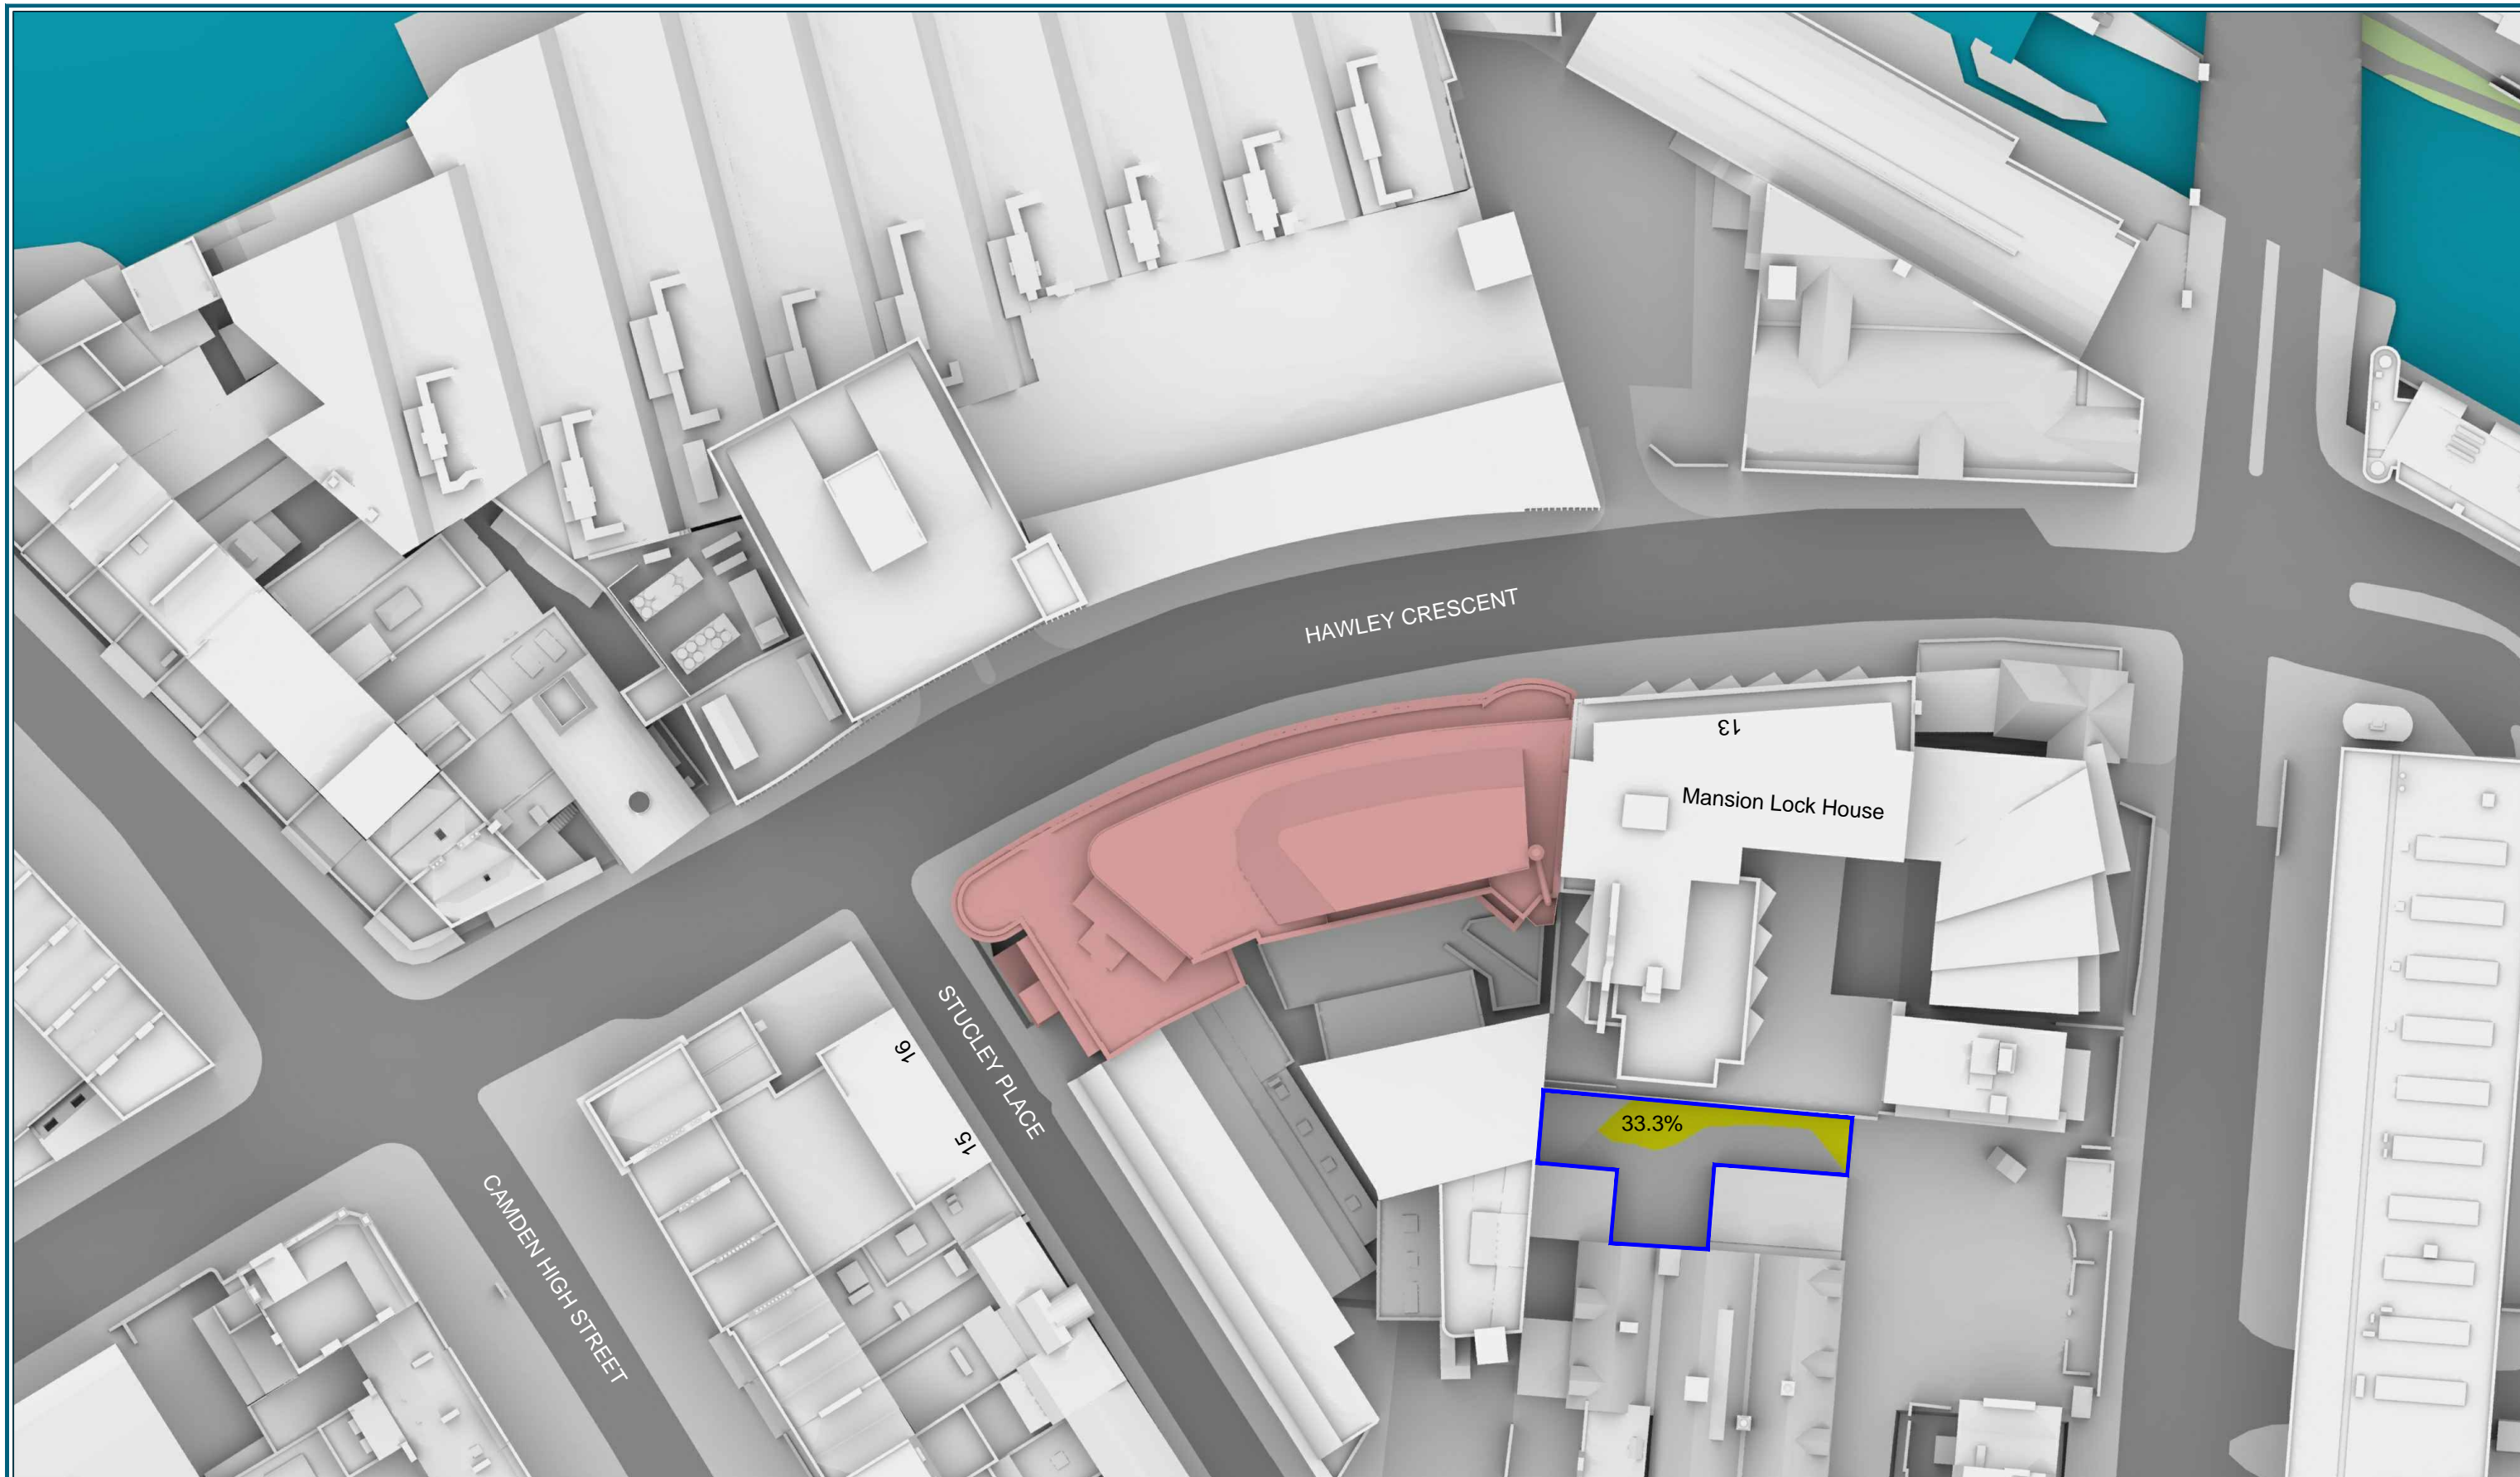 HAWLEY CRESCENT
13
Mansion Lock House
STUCLEY PLACE
16
15
33.3%
CAMDEN HIGH STREET